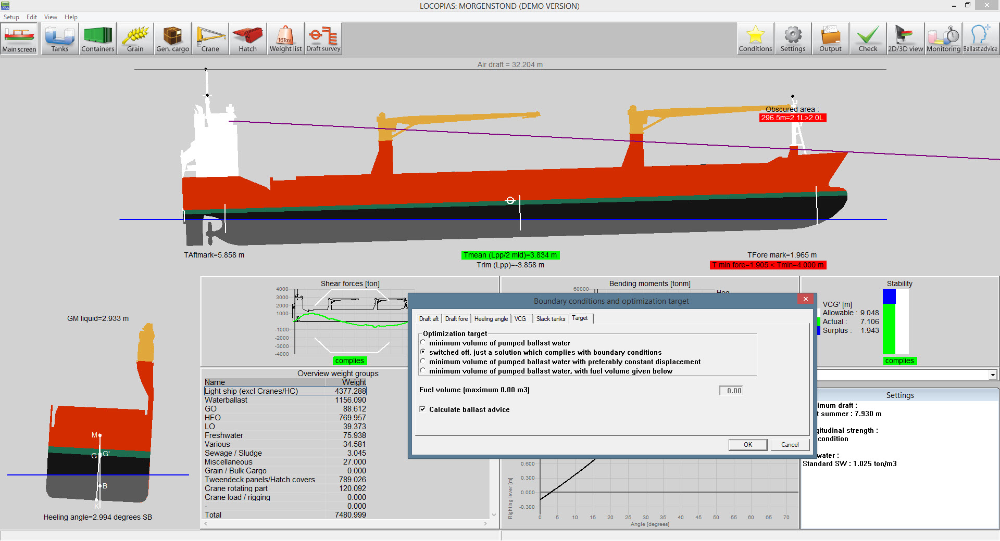 LOCOPIAS: MORGENSTOND (DEMO VERSION)
Setup Edit View Help
Main screen Tanks Containers Grain Gen. cargo Crane Hatch Weight list Draft survey Conditions Settings Output Check 2D/3D view Monitoring Ballast advice
16Tons
Air draft = 32.204 m
Obscured area :
296.5m=2.1L>2.0L
TAftmark=5.858 m
Tmean (Lpp/2 mld)=3.834 m
TFore mark=1.965 m
Trim (Lpp)=-3.858 m
T min fore=1.905 < Tmin=4.000 m
GM liquid=2.933 m
M
G G'
B
K
Heeling angle=2.994 degrees SB
Shear forces [ton]
4000
3000
2000
1000
-1000
-2000
-3000
-4000
complies
Bending moments [tonm]
60000
Stability
VCG' [m]
Allowable : 9.048
Actual : 7.106
Surplus : 1.943
complies
Boundary conditions and optimization target
Draft aft Draft fore Heeling angle VCG Slack tanks Target
Optimization target
minimum volume of pumped ballast water
switched off, just a solution which complies with boundary conditions
minimum volume of pumped ballast water with preferably constant displacement
minimum volume of pumped ballast water, with fuel volume given below
Fuel volume (maximum 0.00 m3) 0.00
Calculate ballast advice
OK Cancel
Overview weight groups
Name Weight
Light ship (excl Cranes/HC) 4377.288
Waterballast 1156.090
GO 88.612
HFO 769.957
LO 39.373
Freshwater 75.938
Various 34.581
Sewage / Sludge 3.045
Miscellaneous 27.000
Grain / Bulk Cargo 0.000
Tweendeck panels/Hatch covers 789.026
Crane rotating part 120.092
Crane load / rigging 0.000
- 0.000
Total 7480.999
0.600
0.300
0.000
-0.300
Righting lever [m]
0 5 10 15 20 25 30 35 40 45 50 55 60 65 70
Angle [degrees]
Settings
imum draft :
t summer : 7.930 m
gitudinal strength :
condition
water :
Standard SW : 1.025 ton/m3